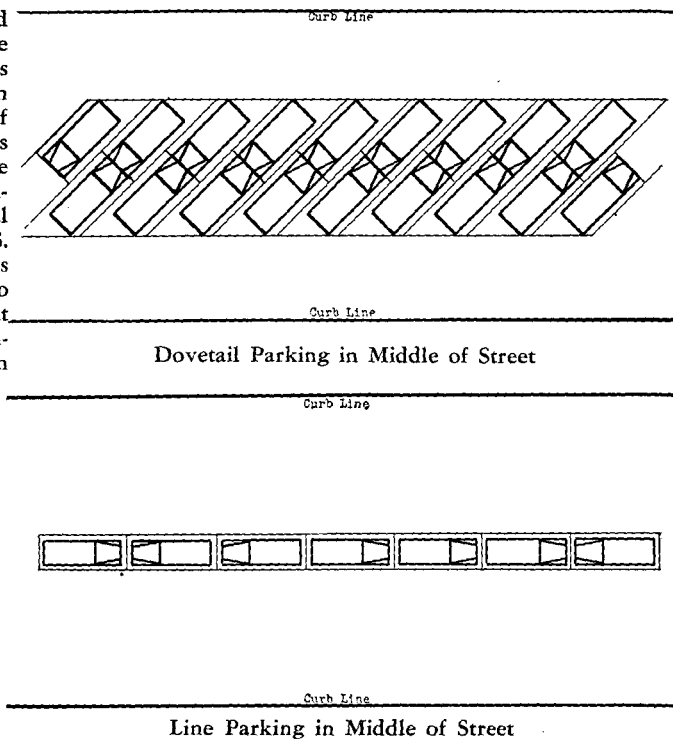 Curb Line
Curb Line
Dovetail Parking in Middle of Street
Curb Line
Curb Line
Line Parking in Middle of Street